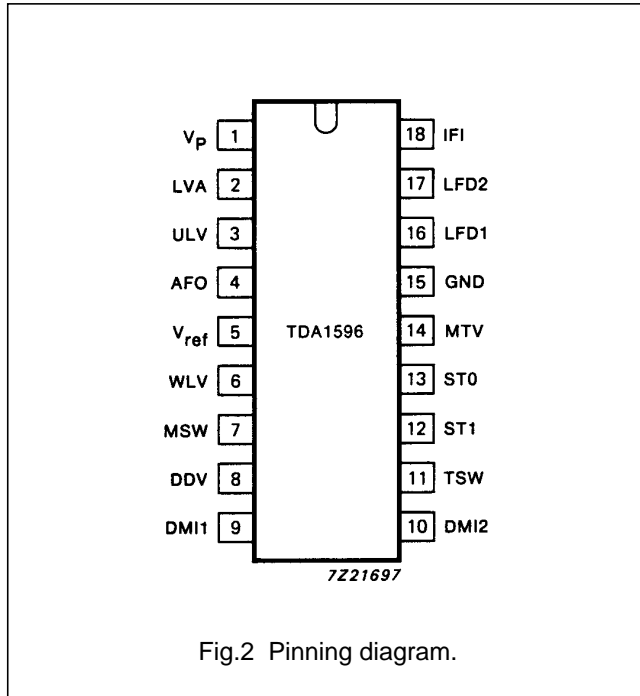 VP 1 18 IFI
LVA 2 17 LFD2
ULV 3 16 LFD1
AFO 4 15 GND
Vref 5 TDA1596 14 MTV
WLV 6 13 ST0
MSW 7 12 ST1
DDV 8 11 TSW
DMI1 9 10 DMI2
7Z21697
Fig.2 Pinning diagram.